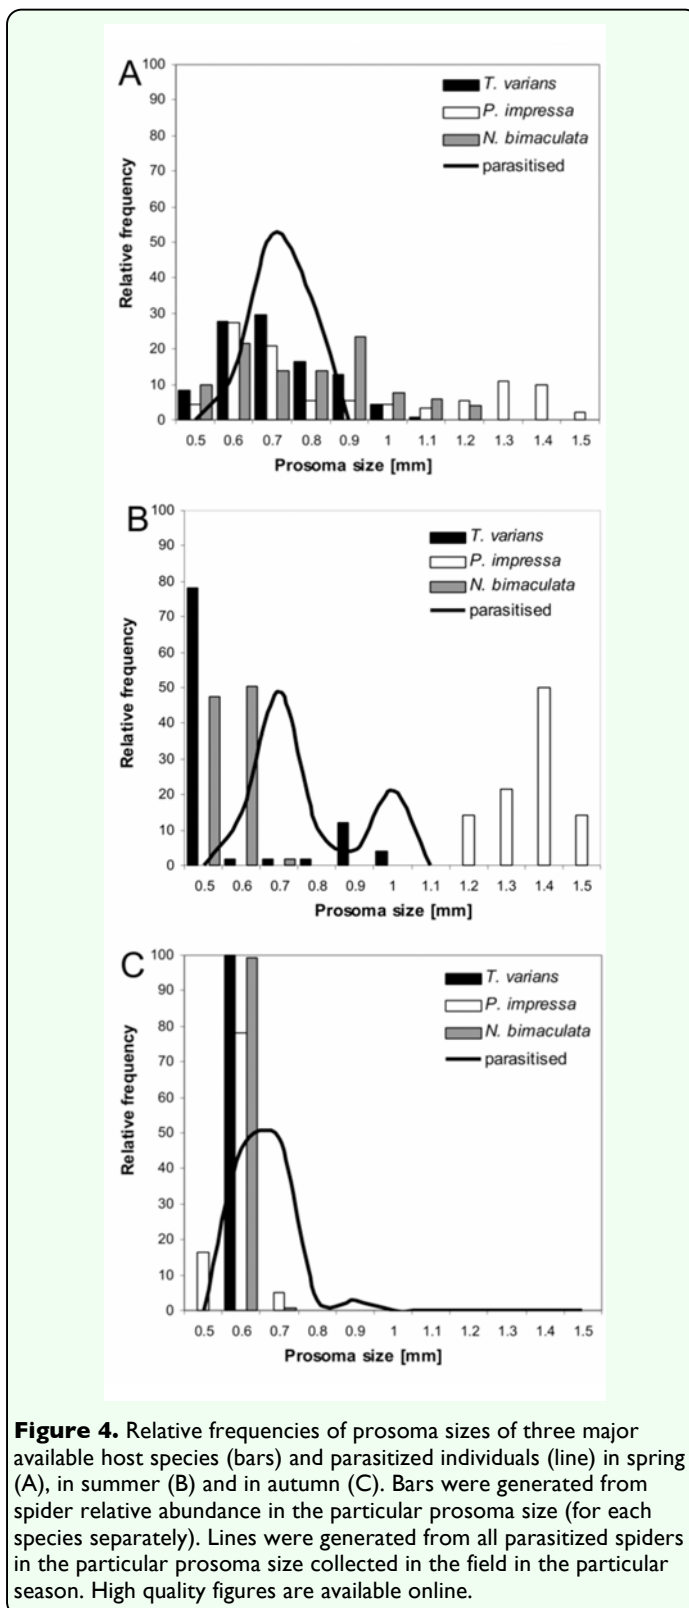 A
100
90
80
70
60
50
40
30
20
10
0
Relative frequency
T. varians
P. impressa
N. bimaculata
parasitised
0.5 0.6 0.7 0.8 0.9 1 1.1 1.2 1.3 1.4 1.5
Prosoma size [mm]
B
100
90
80
70
60
50
40
30
20
10
0
Relative frequency
T. varians
P. impressa
N. bimaculata
parasitised
0.5 0.6 0.7 0.8 0.9 1 1.1 1.2 1.3 1.4 1.5
Prosoma size [mm]
C
100
90
80
70
60
50
40
30
20
10
0
Relative frequency
T. varians
P. impressa
N. bimaculata
parasitised
0.5 0.6 0.7 0.8 0.9 1 1.1 1.2 1.3 1.4 1.5
Prosoma size [mm]
Figure 4. Relative frequencies of prosoma sizes of three major
available host species (bars) and parasitized individuals (line) in spring
(A), in summer (B) and in autumn (C). Bars were generated from
spider relative abundance in the particular prosoma size (for each
species separately). Lines were generated from all parasitized spiders
in the particular prosoma size collected in the field in the particular
season. High quality figures are available online.